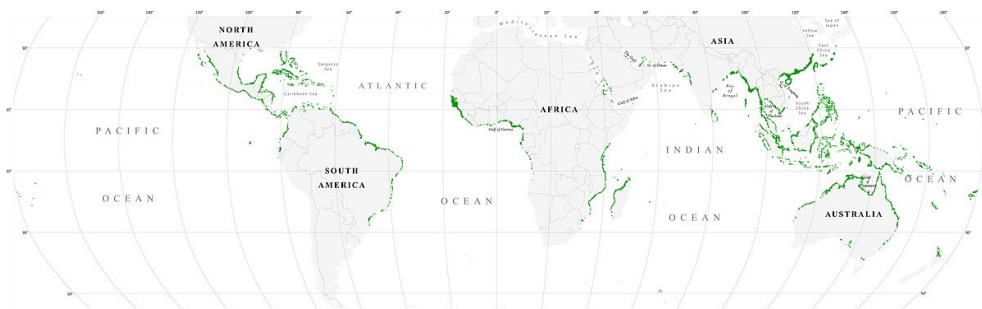 NORTH
AMERICA
ASIA
Mediterranean Sea
Sea of
Japan
Yellow
Sea
East
China
Sea
Sargasso
Sea
ATLANTIC
Caribbean Sea
G. of Oman
Arabian
Sea
Bay
of
Bengal
Gulf of Aden
South
China
Sea
AFRICA
PACIFIC
PACIFIC
Gulf of Guinea
INDIAN
SOUTH
AMERICA
OCEAN
OCEAN
OCEAN
OCEAN
AUSTRALIA